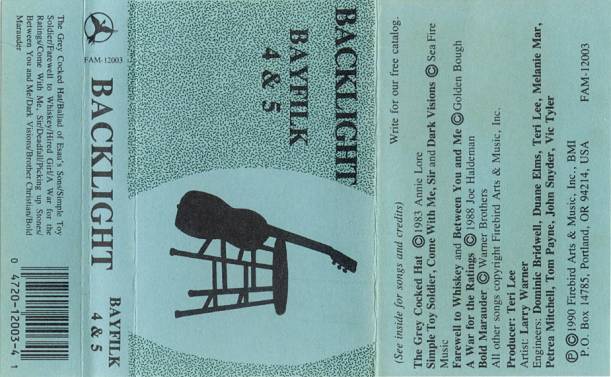 The Grey Cocked Hat/Ballad of Esau's Sons/Simple Toy
Soldier/Farewell to Whiskey/Hired Girl/A War for the
Ratings/Come With Me, Sir/Deadfall/Picking up Stones/
Between You and Me/Dark Visions/Brother Christian/Bold
Marauder
0 4720-12003-4 1
FAM-12003
BACKLIGHT
BAYFILK
4 & 5
BACKLIGHT
BAYFILK
4 & 5
(See inside for songs and credits)
Write for our free catalog.
The Grey Cocked Hat ©1983 Annie Lore
Simple Toy Soldier, Come With Me, Sir and Dark Visions © Sea Fire
Music
Farewell to Whiskey and Between You and Me ©Golden Bough
A War for the Ratings ©1988 Joe Haldeman
Bold Marauder © Warner Brothers
All other songs copyright Firebird Arts & Music, Inc.
Producer: Teri Lee
Artist: Larry Warner
Engineers: Dominic Bridwell, Duane Elms, Teri Lee, Melanie Mar,
Petrea Mitchell, Tom Payne, John Snyder, Vic Tyler
℗ ©1990 Firebird Arts & Music, Inc. BMI
P.O. Box 14785, Portland, OR 94214, USA
FAM-12003